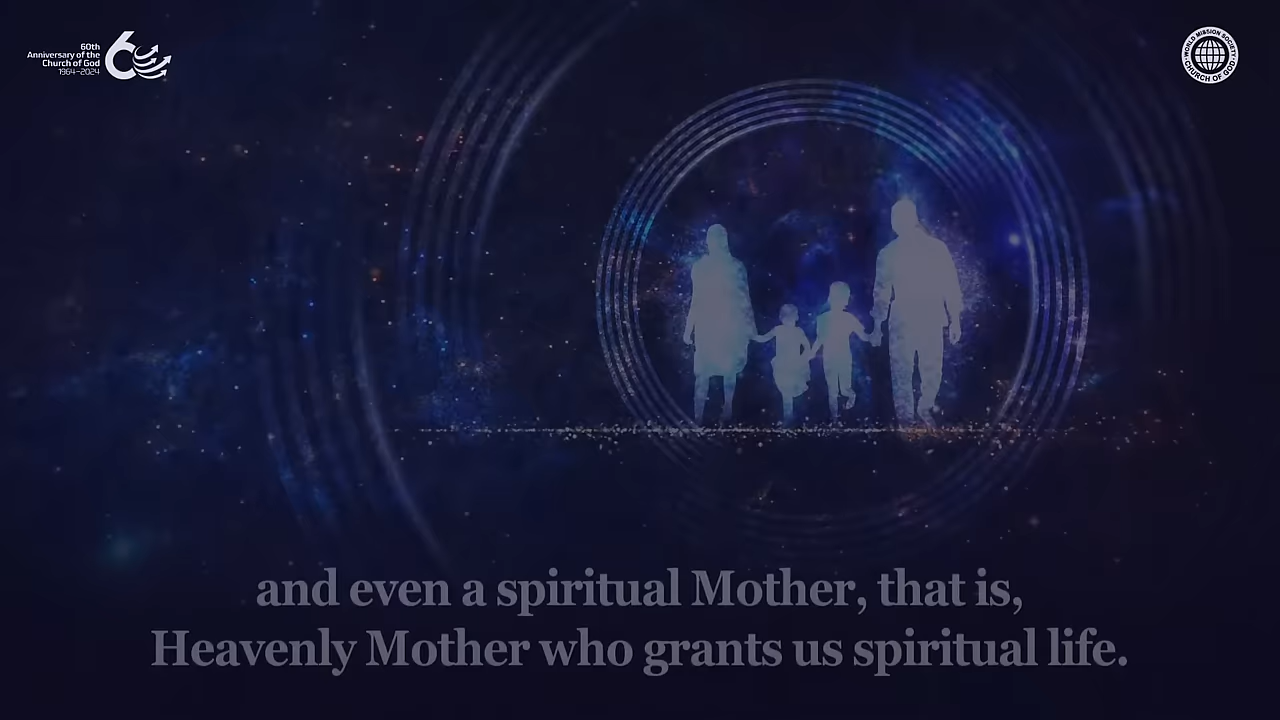 60th
Anniversary of the
Church of God
1964–2024
60
WORLD MISSION SOCIETY
CHURCH OF GOD
and even a spiritual Mother, that is,
Heavenly Mother who grants us spiritual life.